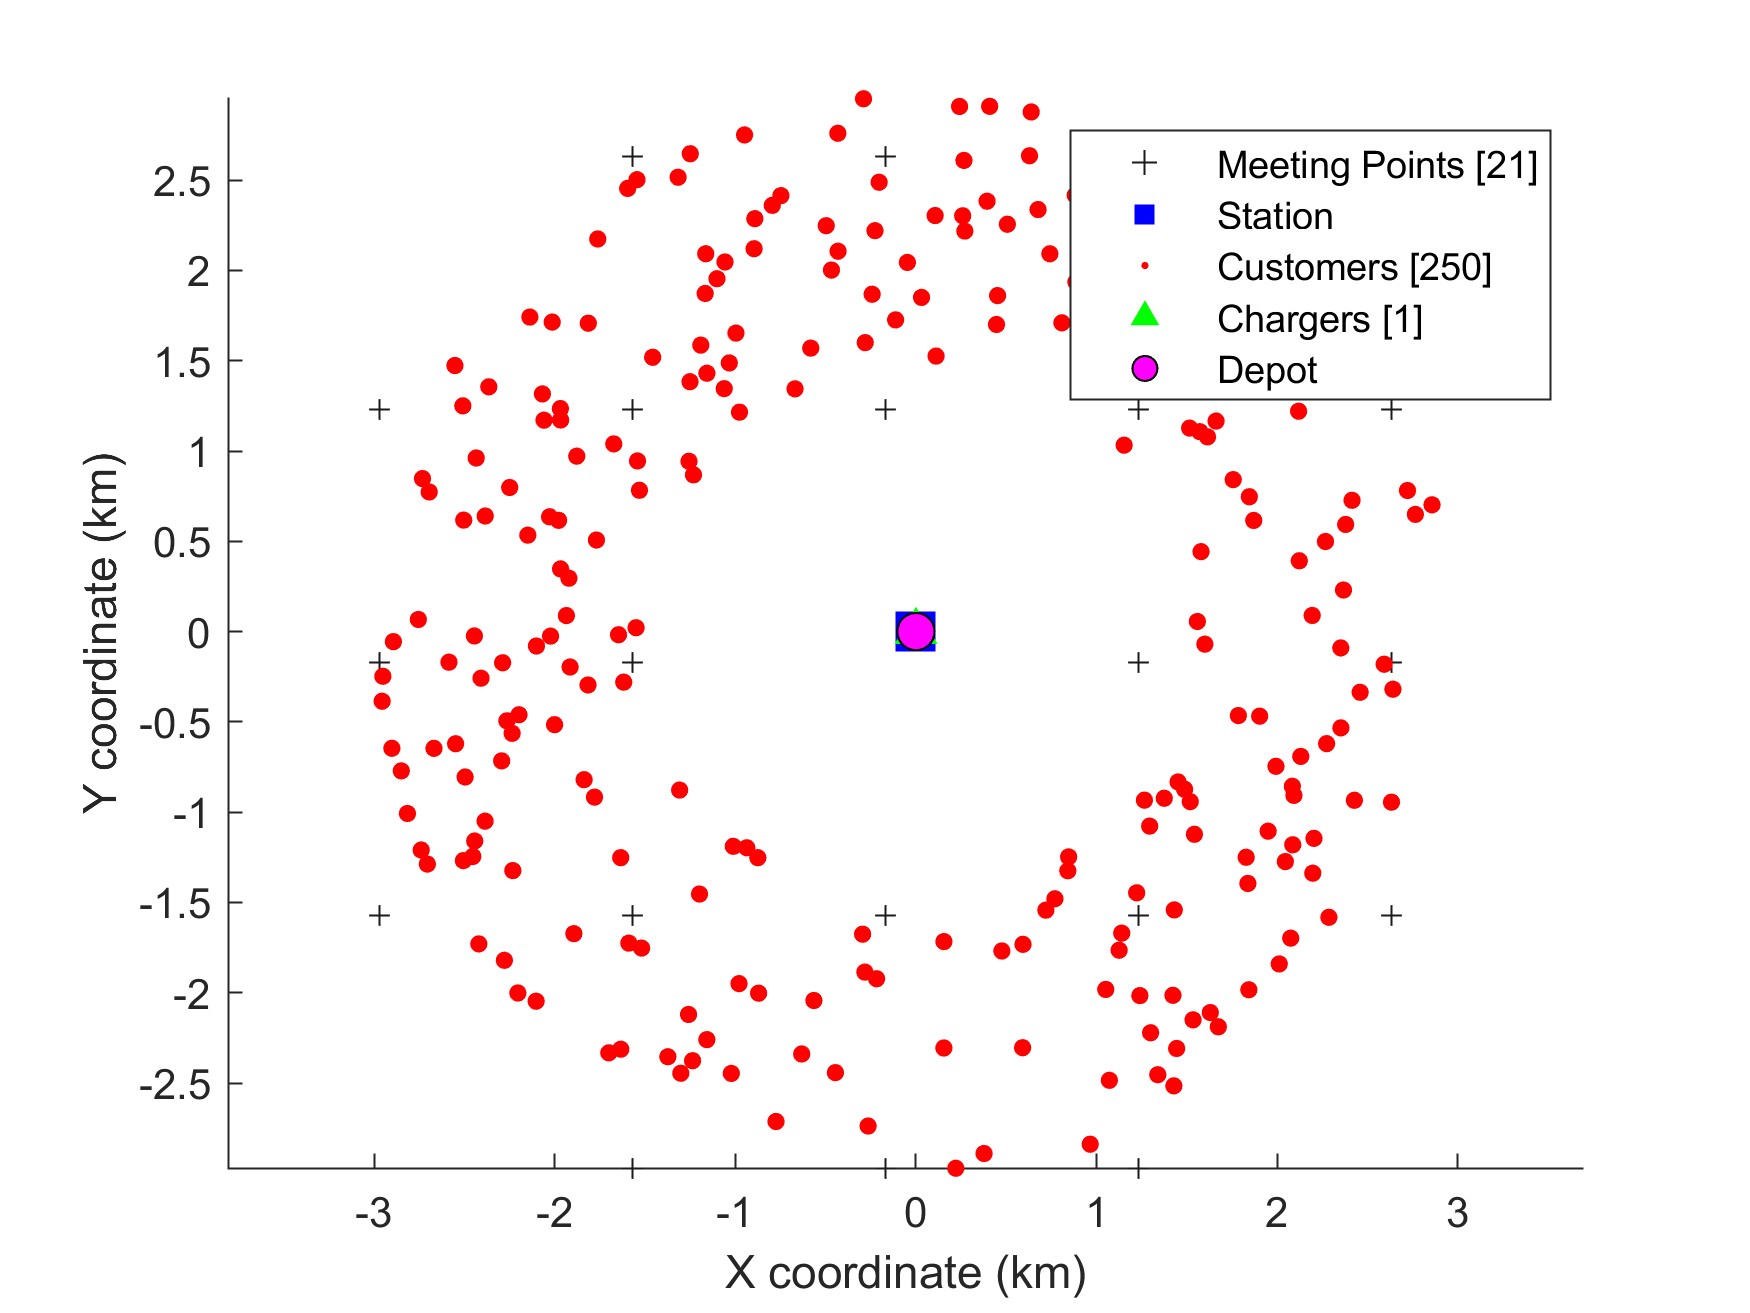 2.5
2
1.5
1
0.5
0
-0.5
-1
-1.5
-2
-2.5
Y coordinate (km)
Meeting Points [21]
Station
Customers [250]
Chargers [1]
Depot
-3 -2 -1 0 1 2 3
X coordinate (km)